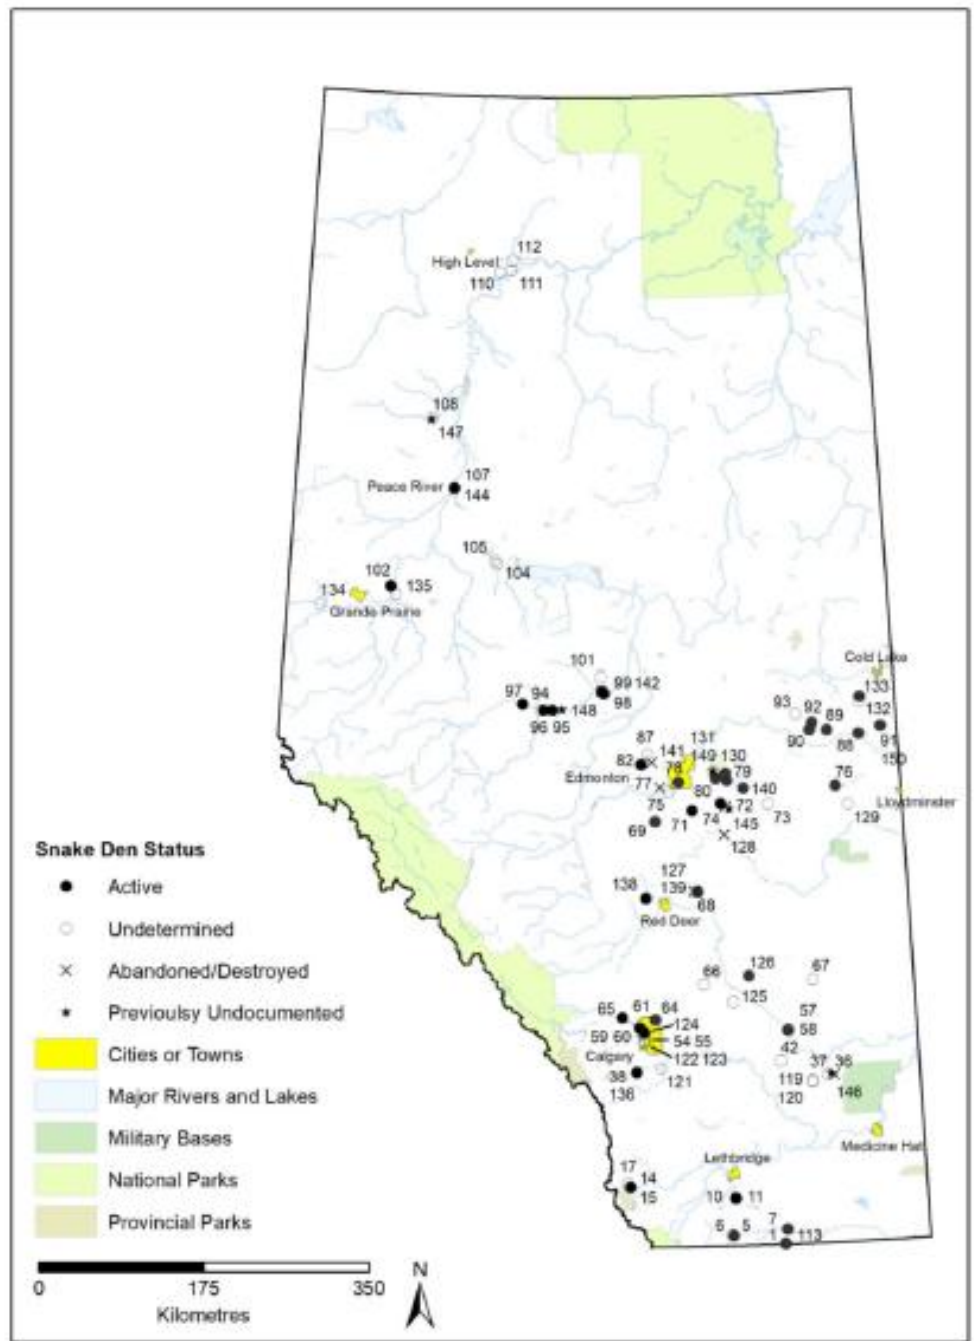 112
High Level
110 111
108
147
107
Peace River
144
105
104
102
134 135
Grande Prairie
101
Cold Lake
99 142
133
97 94
98
93 92 89 132
148
96 95
90 88 91
150
87 131
141 149 130
82 78 79
76
Edmonton
77 80 140
Lloydminster
75 72 73 129
74
69 71 145
128
127
138 139
68
Red Deer
126 67
66
125
65 61 64 57
124 58
59 60 54 55 42
Calgary 122 123 37 36
38 121 119 146
136 120
Medicine Hat
Lethbridge
17 14
15 10 11
6 5 7
1 113
Snake Den Status
Active
Undetermined
Abandoned/Destroyed
Previoulsy Undocumented
Cities or Towns
Major Rivers and Lakes
Military Bases
National Parks
Provincial Parks
0 175 350
Kilometres
N